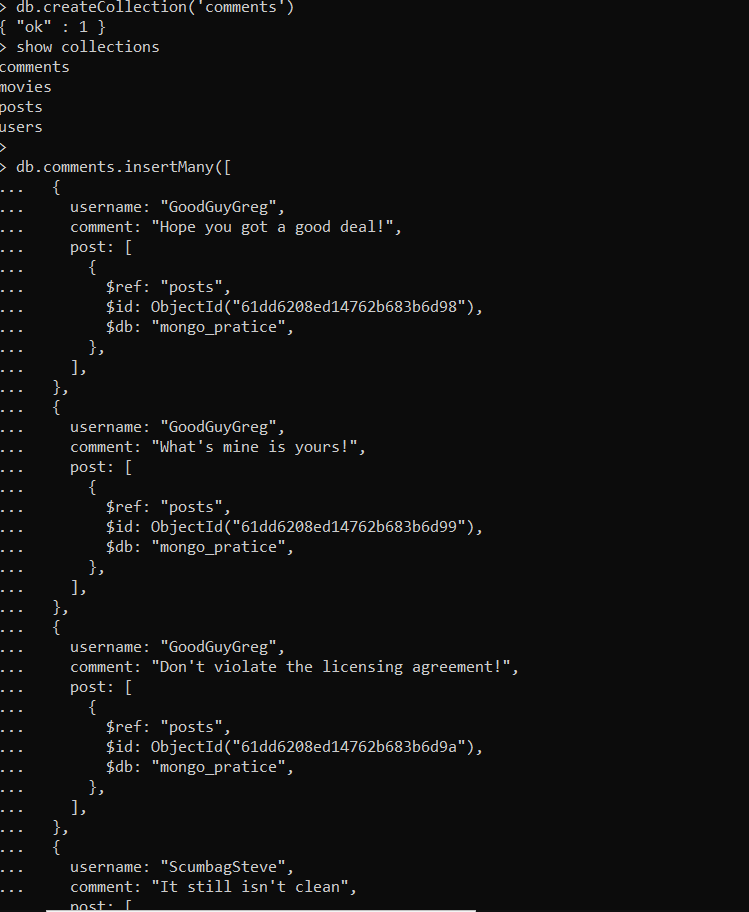 > db.createCollection('comments')
{ "ok" : 1 }
> show collections
comments
movies
posts
users
>
> db.comments.insertMany([
...   {
...     username: "GoodGuyGreg",
...     comment: "Hope you got a good deal!",
...     post: [
...       {
...         $ref: "posts",
...         $id: ObjectId("61dd6208ed14762b683b6d98"),
...         $db: "mongo_pratice",
...       },
...     ],
...   },
...   {
...     username: "GoodGuyGreg",
...     comment: "What's mine is yours!",
...     post: [
...       {
...         $ref: "posts",
...         $id: ObjectId("61dd6208ed14762b683b6d99"),
...         $db: "mongo_pratice",
...       },
...     ],
...   },
...   {
...     username: "GoodGuyGreg",
...     comment: "Don't violate the licensing agreement!",
...     post: [
...       {
...         $ref: "posts",
...         $id: ObjectId("61dd6208ed14762b683b6d9a"),
...         $db: "mongo_pratice",
...       },
...     ],
...   },
...   {
...     username: "ScumbagSteve",
...     comment: "It still isn't clean",
...     post: [